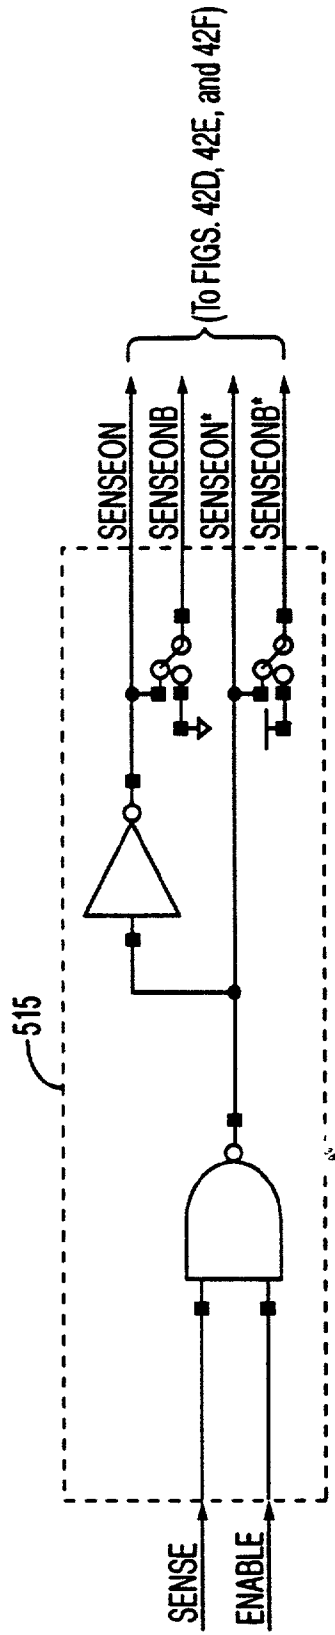 515
SENSE
ENABLE
SENSEON
SENSEONB
SENSEON*
SENSEONB*
(To FIGS. 42D, 42E, and 42F)